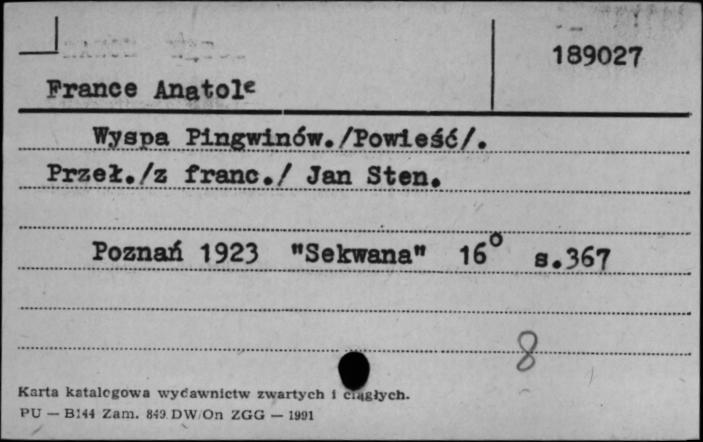 189027
France Anatole
Wyspa Pingwinów./Powieść/.
Przeł./z franc./ Jan Sten.
Poznań 1923 "Sekwana" 16° s.367
8
Karta katalogowa wydawnictw zwartych i ciągłych.
PU — B144 Zam. 849 DW/On ZGG — 1991